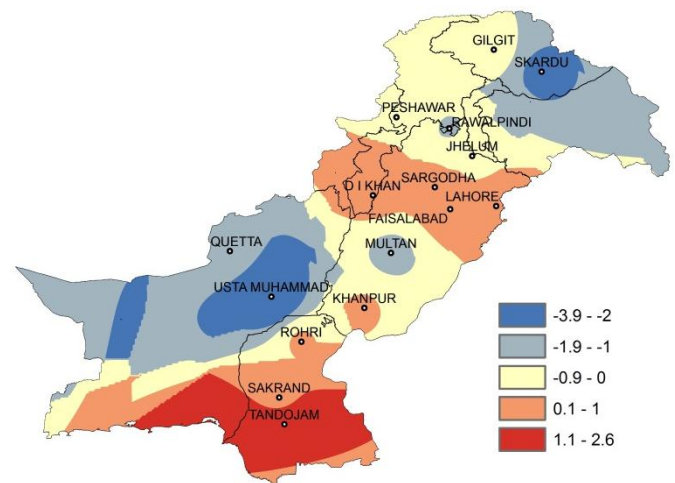 GILGIT
SKARDU
PESHAWAR
RAWALPINDI
JHELUM
SARGODHA
D I KHAN
LAHORE
FAISALABAD
QUETTA
MULTAN
USTA MUHAMMAD
KHANPUR
ROHRI
SAKRAND
TANDOJAM
-3.9 - -2
-1.9 - -1
-0.9 - 0
0.1 - 1
1.1 - 2.6